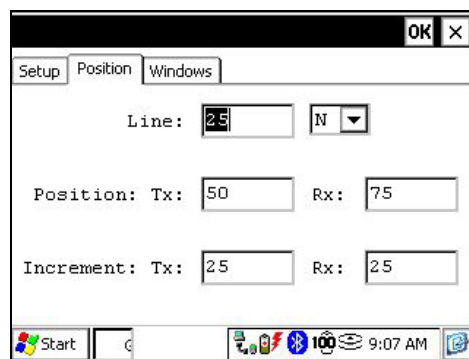 OK ×
Setup Position Windows
Line: 25 N
Position: Tx: 50 Rx: 75
Increment: Tx: 25 Rx: 25
Start 100 9:07 AM